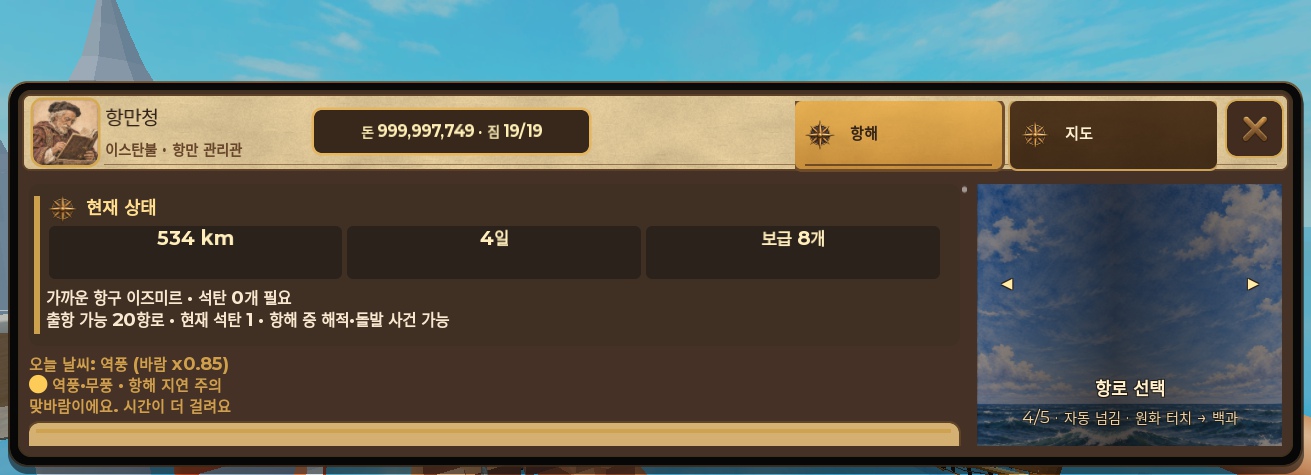 항만청
이스탄불 • 항만 관리관
돈 999,997,749 · 짐 19/19
항해
지도
현재 상태
534 km
4일
보급 8개
가까운 항구 이즈미르 • 석탄 0개 필요
출항 가능 20항로 • 현재 석탄 1 • 항해 중 해적•돌발 사건 가능
오늘 날씨: 역풍 (바람 x0.85)
역풍•무풍 • 항해 지연 주의
맞바람이에요. 시간이 더 걸려요
항로 선택
4/5 · 자동 넘김 · 원화 터치 → 백과